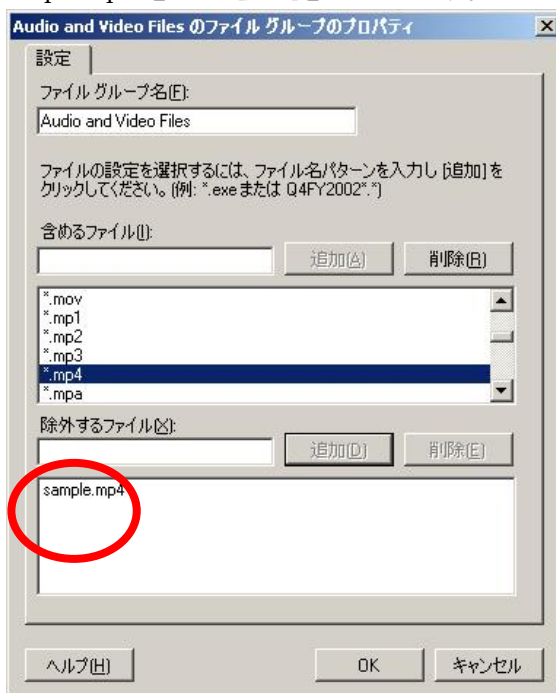 Audio and Video Files のファイル グループのプロパティ
設定
ファイル グループ名(F):
Audio and Video Files
ファイルの設定を選択するには、ファイル名パターンを入力し [追加] を
クリックしてください。(例: *.exe または Q4FY2002*.*)
含めるファイル(I):
追加(A) 削除(R)
*.mov
*.mp1
*.mp2
*.mp3
*.mp4
*.mpa
除外するファイル(X):
追加(D) 削除(E)
sample.mp4
ヘルプ(H) OK キャンセル